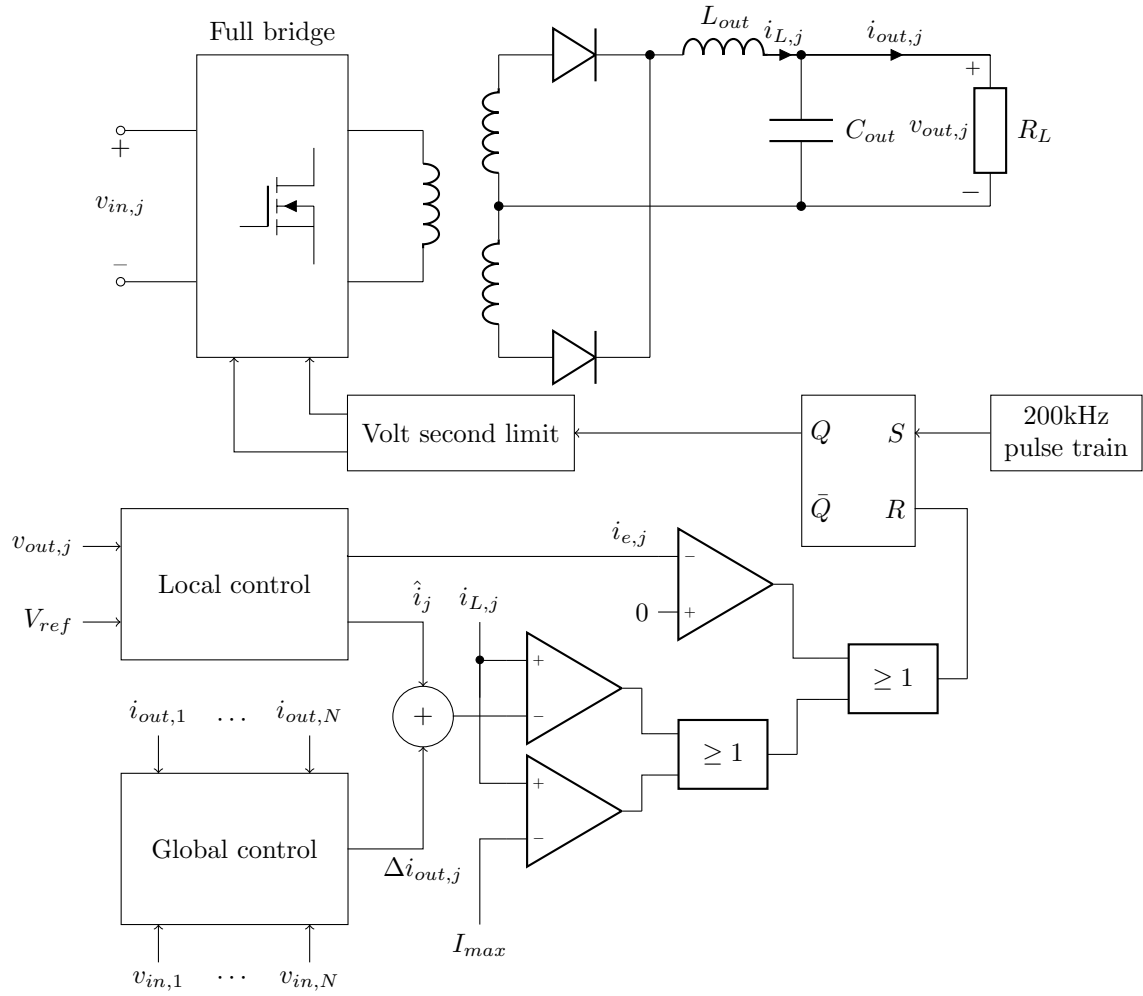 Full bridge
L_{out}
i_{L,j}
i_{out,j}
+
+
C_{out}
v_{out,j}
R_L
v_{in,j}
−
−
Volt second limit
Q
S
200kHz
pulse train
Q̄
R
v_{out,j}
V_{ref}
Local control
i_{e,j}
−
0
+
î_j
i_{L,j}
≥ 1
+
−
i_{out,1} … i_{out,N}
+
≥ 1
+
−
Global control
Δi_{out,j}
I_{max}
v_{in,1} … v_{in,N}